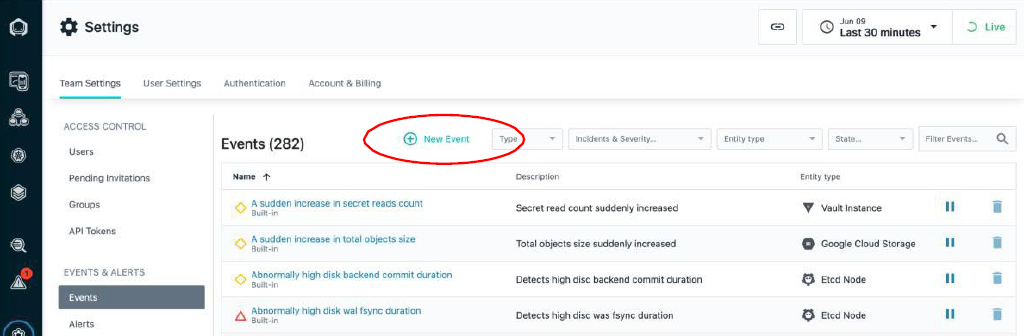 Settings
Jun 09
Last 30 minutes
Live
Team Settings
User Settings
Authentication
Account & Billing
ACCESS CONTROL
Users
Pending Invitations
Groups
API Tokens
EVENTS & ALERTS
Events
Alerts
1
Events (282)
New Event
Type
Incidents & Severity...
Entity type
State...
Filter Events...
Name
Description
Entity type
A sudden increase in secret reads count
Built-in
Secret read count suddenly increased
Vault Instance
A sudden increase in total objects size
Built-in
Total objects size suddenly increased
Google Cloud Storage
Abnormally high disk backend commit duration
Built-in
Detects high disc backend commit duration
Etcd Node
Abnormally high disk wal fsync duration
Built-in
Detects high disc was fsync duration
Etcd Node